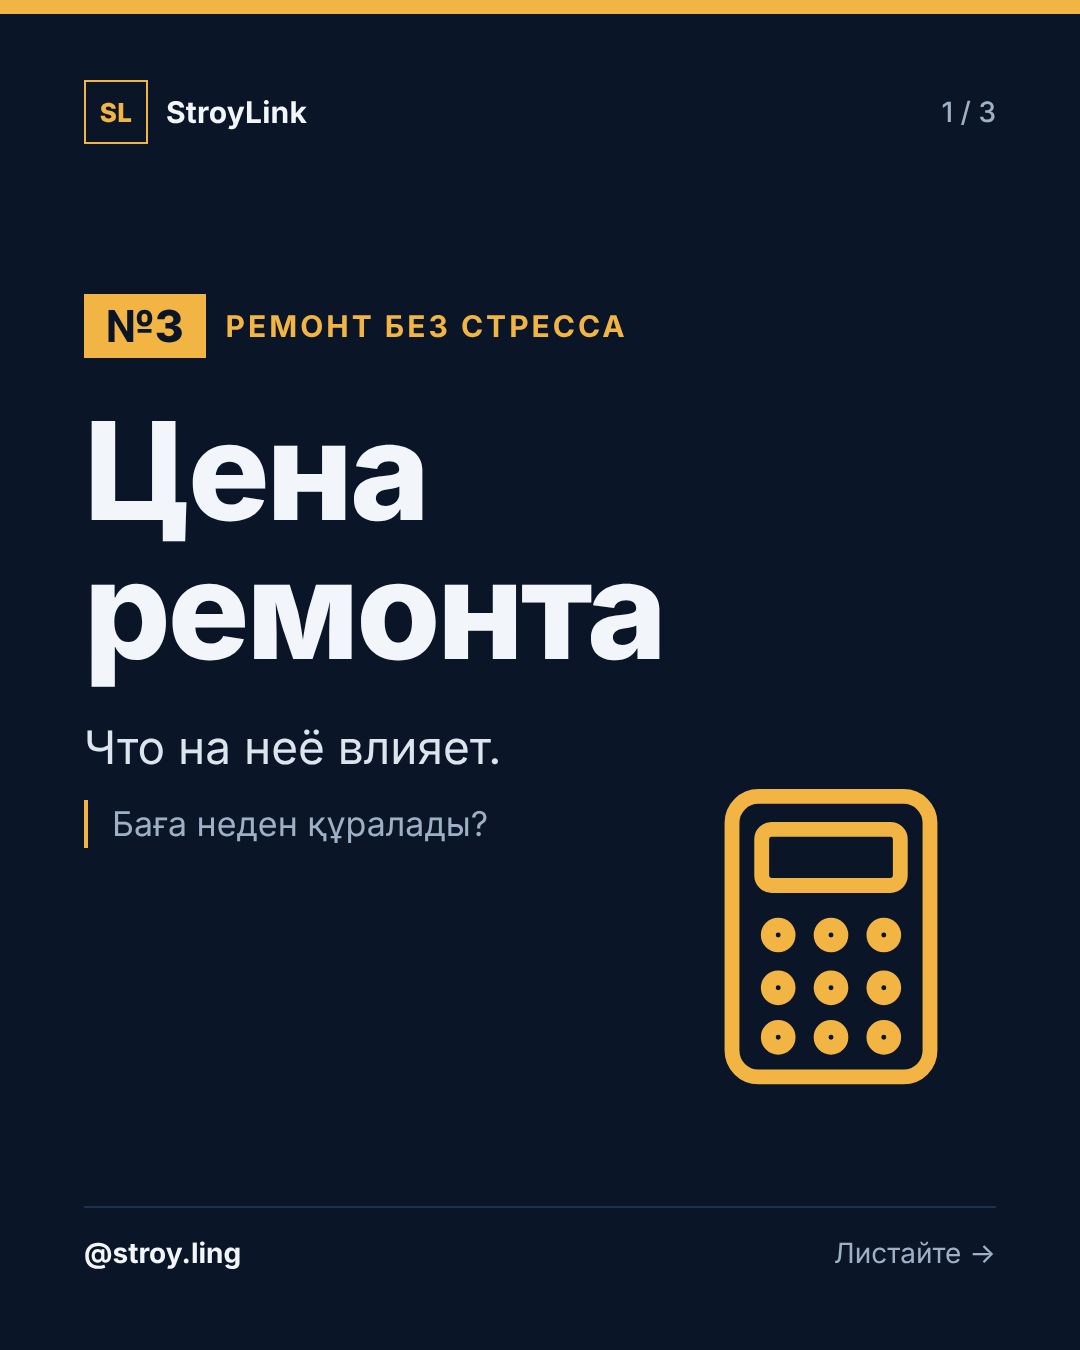 SL StroyLink 1 / 3
№3 РЕМОНТ БЕЗ СТРЕССА
Цена
ремонта
Что на неё влияет.
Баға неден құралады?
@stroy.ling Листайте →